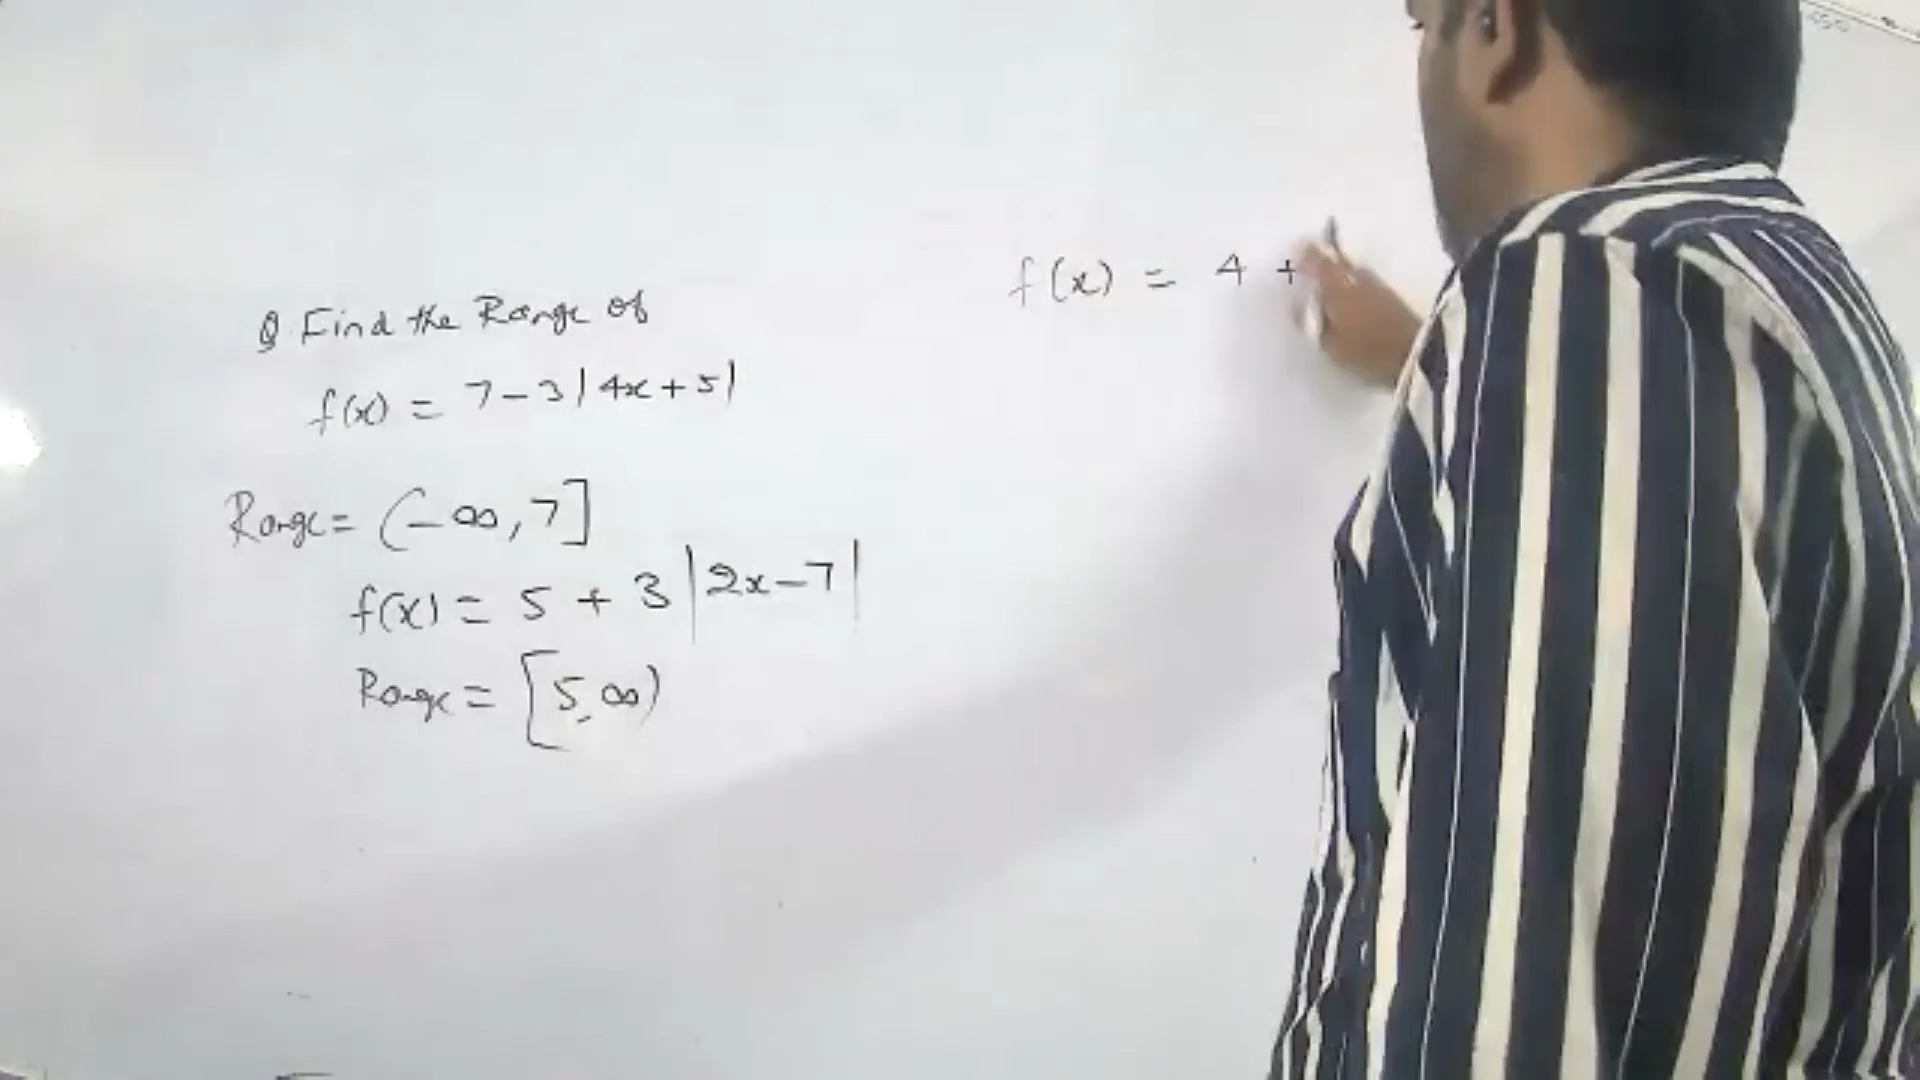 Q. Find the Range of
f(x) = 7 - 3 | 4x + 5 |
Range = (-∞, 7]
f(x) = 5 + 3 | 2x - 7 |
Range = [5, ∞)
f(x) = 4 +